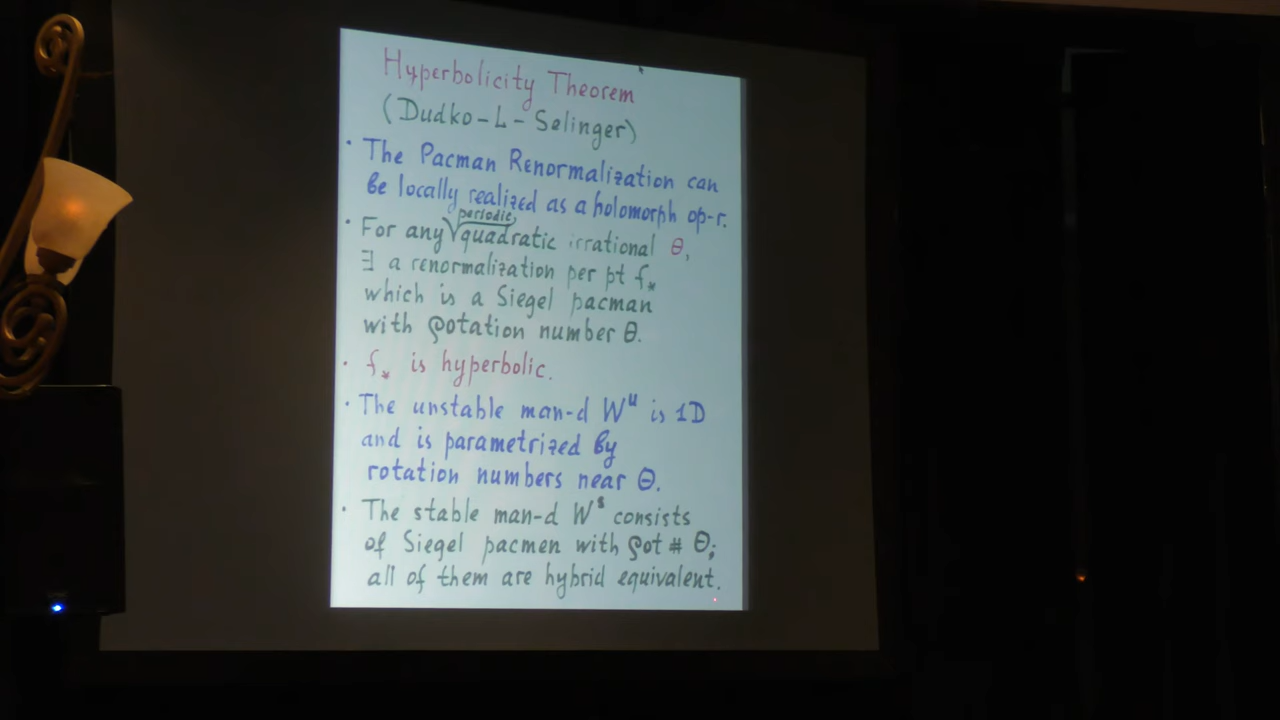 Hyperbolicity Theorem
(Dudko-L-Selinger)
· The Pacman Renormalization can
be locally realized as a holomorph op-r.
periodic
· For any √quadratic irrational θ,
∃ a renormalization per pt f*
which is a Siegel pacman
with rotation number θ.
· f* is hyperbolic.
· The unstable man-d Wᵘ is 1D
and is parametrized by
rotation numbers near θ.
· The stable man-d Wˢ consists
of Siegel pacmen with rot # θ;
all of them are hybrid equivalent.